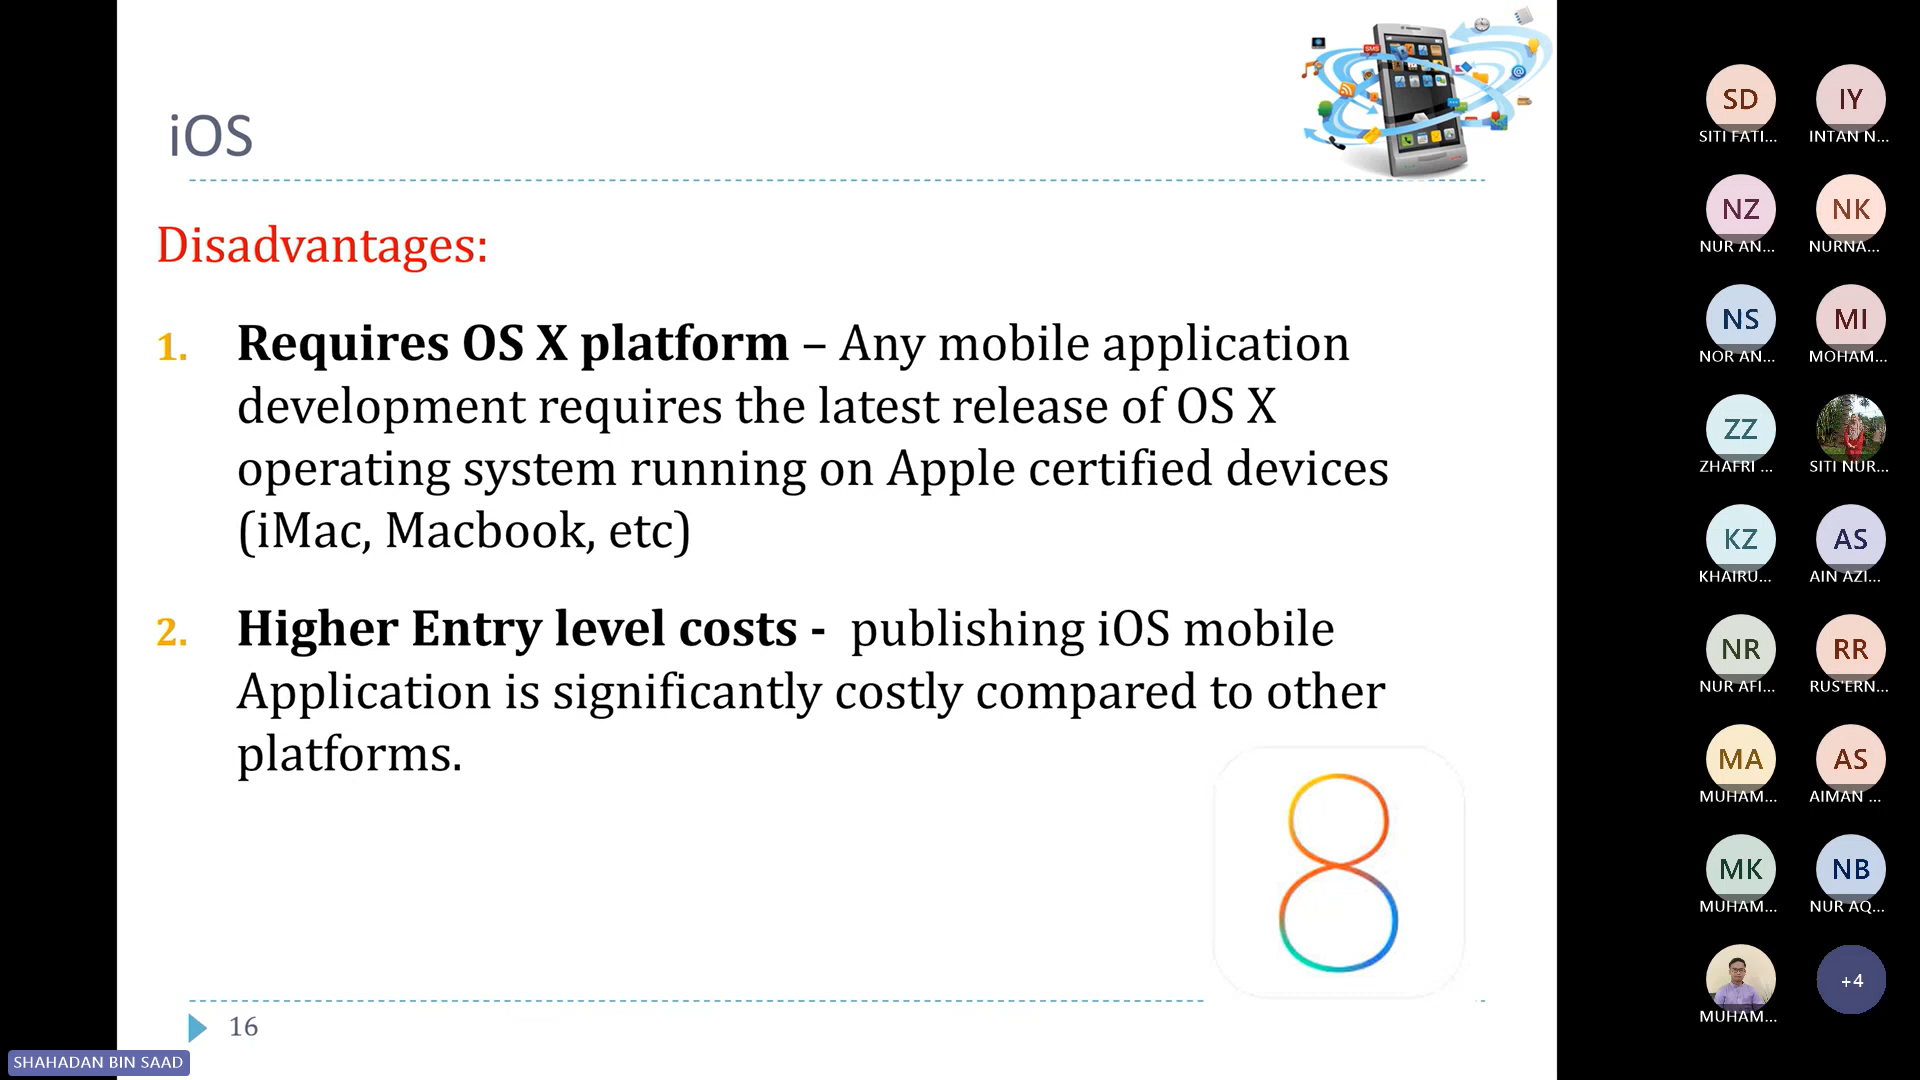 iOS
Disadvantages:
1. Requires OS X platform – Any mobile application
development requires the latest release of OS X
operating system running on Apple certified devices
(iMac, Macbook, etc)
2. Higher Entry level costs - publishing iOS mobile
Application is significantly costly compared to other
platforms.
8
16
SHAHADAN BIN SAAD
SMS
SD
SITI FATI...
IY
INTAN N...
NZ
NUR AN...
NK
NURNA...
NS
NOR AN...
MI
MOHAM...
ZZ
ZHAFRI ...
SITI NUR...
KZ
KHAIRU...
AS
AIN AZI...
NR
NUR AFI...
RR
RUS'ERN...
MA
MUHAM...
AS
AIMAN ...
MK
MUHAM...
NB
NUR AQ...
MUHAM...
+4